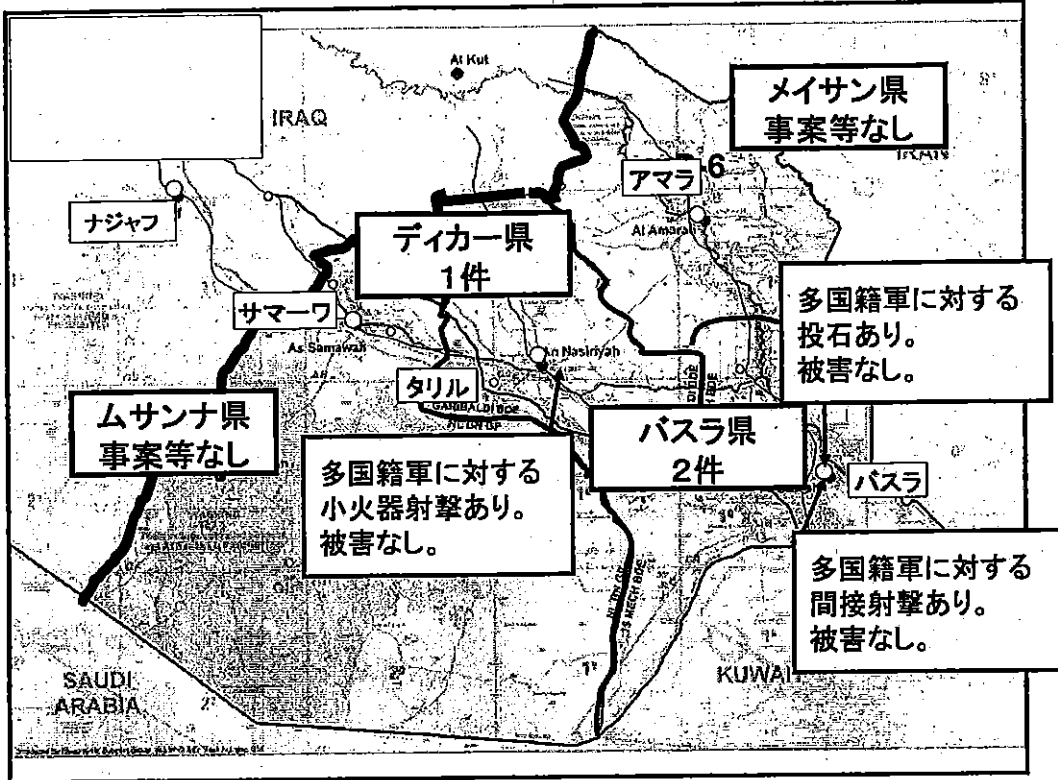 Al Kut
IRAQ
メイサン県
事案等なし
IRAN
アマラ
6
ナジャフ
Al Amarah
ディカー県
1件
サマーワ
As Samawah
多国籍軍に対する
投石あり。
被害なし。
An Nasiriyah
タリル
GARIBALDI BDE
ムサンナ県
事案等なし
バスラ県
2件
多国籍軍に対する
小火器射撃あり。
被害なし。
バスラ
多国籍軍に対する
間接射撃あり。
被害なし。
KUWAIT
SAUDI
ARABIA